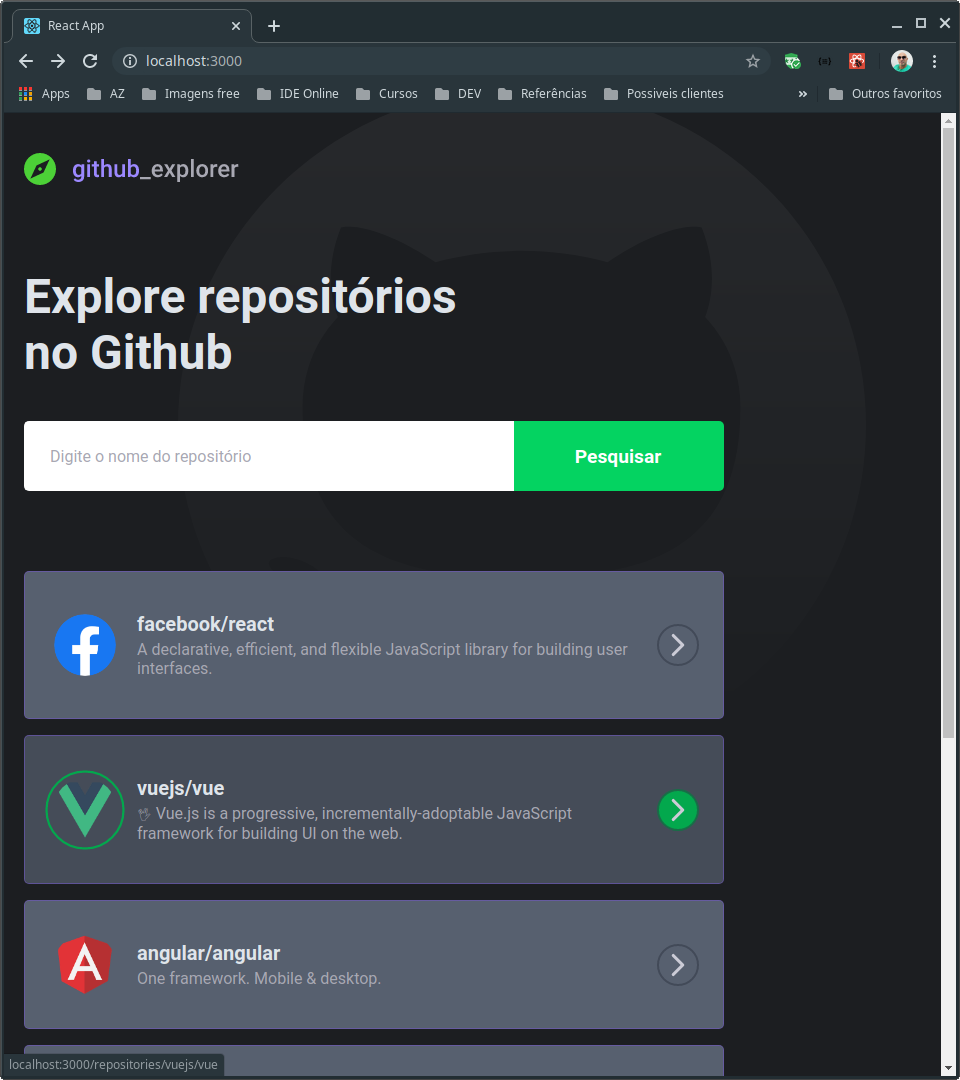 React App
localhost:3000
Apps AZ Imagens free IDE Online Cursos DEV Referências Possiveis clientes » Outros favoritos
github_explorer
Explore repositórios
no Github
Digite o nome do repositório Pesquisar
facebook/react
A declarative, efficient, and flexible JavaScript library for building user
interfaces.
vuejs/vue
🖖 Vue.js is a progressive, incrementally-adoptable JavaScript
framework for building UI on the web.
angular/angular
One framework. Mobile & desktop.
localhost:3000/repositories/vuejs/vue